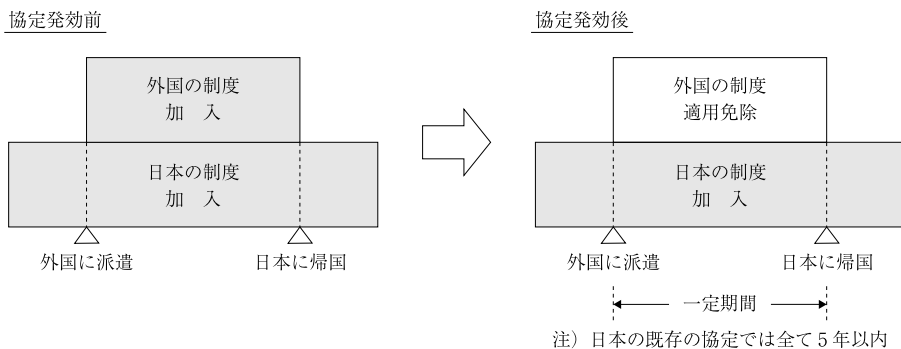 協定発効前
外国の制度
加　入
日本の制度
加　入
外国に派遣
日本に帰国
協定発効後
外国の制度
適用免除
日本の制度
加　入
外国に派遣
日本に帰国
一定期間
注）日本の既存の協定では全て５年以内